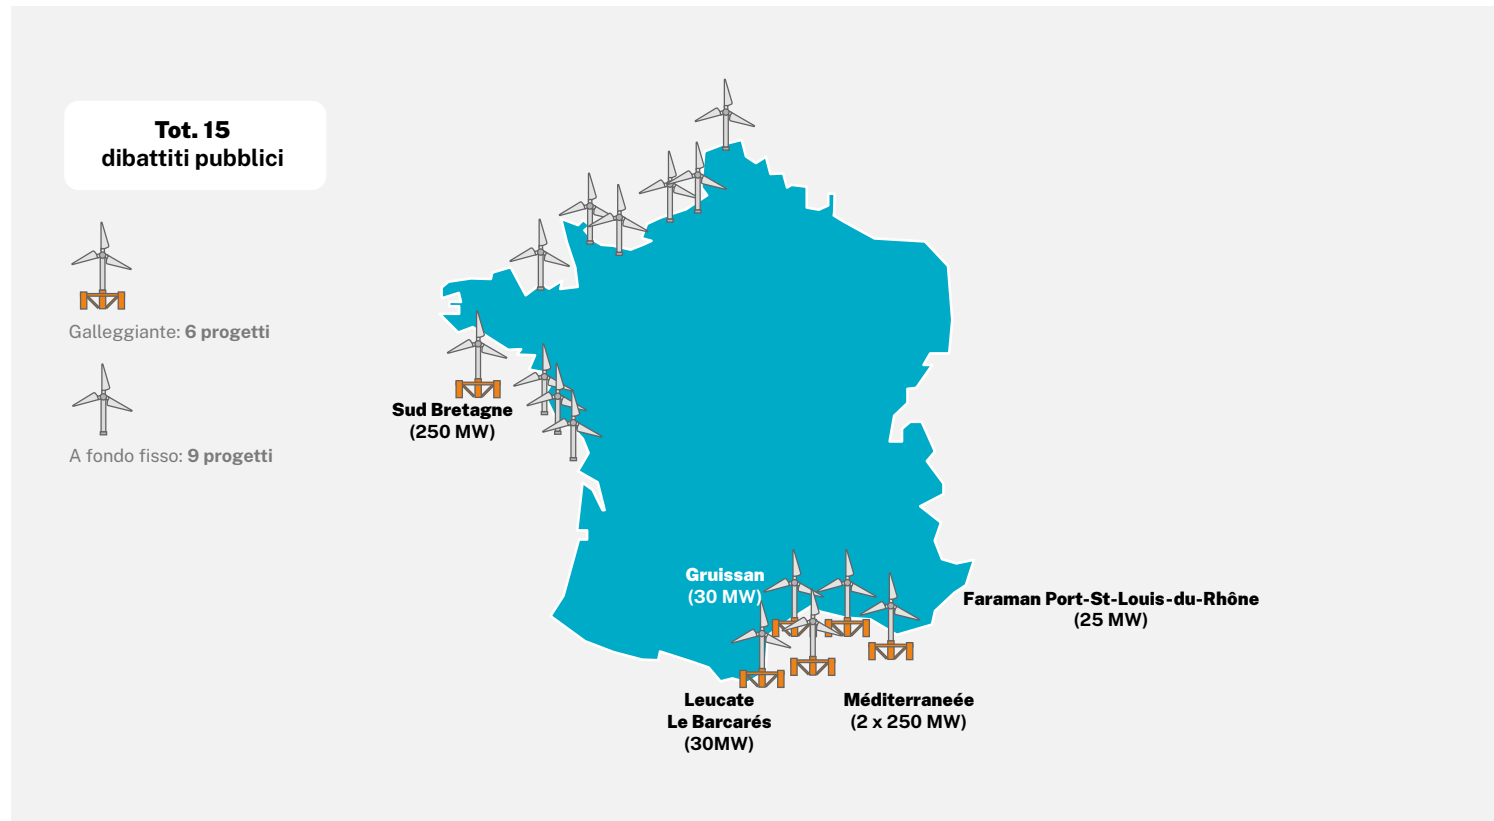 Tot. 15
dibattiti pubblici
Galleggiante: 6 progetti
A fondo fisso: 9 progetti
Sud Bretagne
(250 MW)
Gruissan
(30 MW)
Faraman Port-St-Louis-du-Rhône
(25 MW)
Leucate
Le Barcarés
(30MW)
Méditerraneée
(2 x 250 MW)